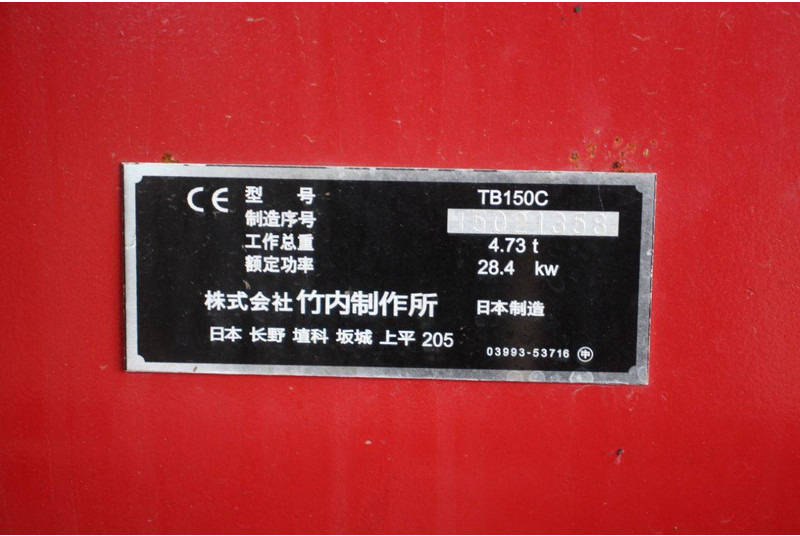 CE 型 号 TB150C
制造序号 15021358
工作总重 4.73 t
额定功率 28.4 kw
株式会社 竹内制作所 日本制造
日本 长野 埴科 坂城 上平 205
03993-53716 中